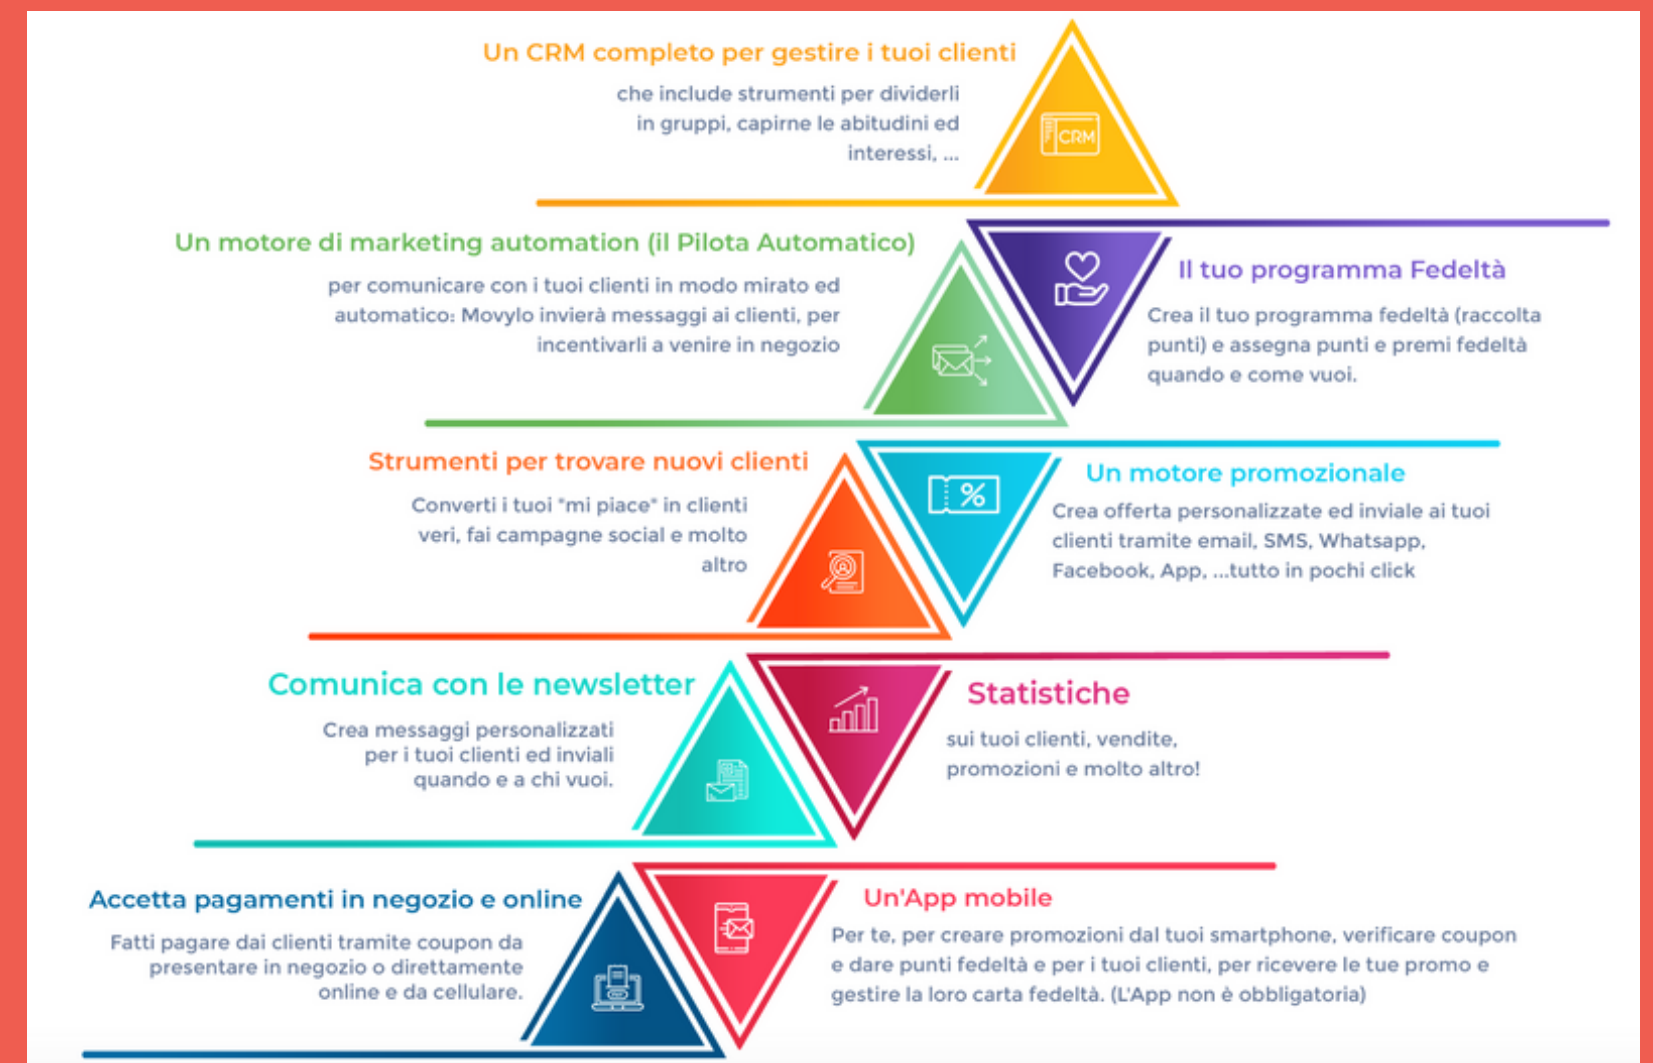 Un CRM completo per gestire i tuoi clienti
che include strumenti per dividerli
in gruppi, capirne le abitudini ed
interessi, ...
CRM
Un motore di marketing automation (il Pilota Automatico)
per comunicare con i tuoi clienti in modo mirato ed
automatico: Movylo invierà messaggi ai clienti, per
incentivarli a venire in negozio
Il tuo programma Fedeltà
Crea il tuo programma fedeltà (raccolta
punti) e assegna punti e premi fedeltà
quando e come vuoi.
Strumenti per trovare nuovi clienti
Converti i tuoi "mi piace" in clienti
veri, fai campagne social e molto
altro
%
Un motore promozionale
Crea offerta personalizzate ed inviale ai tuoi
clienti tramite email, SMS, Whatsapp,
Facebook, App, ...tutto in pochi click
Comunica con le newsletter
Crea messaggi personalizzati
per i tuoi clienti ed inviali
quando e a chi vuoi.
Statistiche
sui tuoi clienti, vendite,
promozioni e molto altro!
Accetta pagamenti in negozio e online
Fatti pagare dai clienti tramite coupon da
presentare in negozio o direttamente
online e da cellulare.
Un'App mobile
Per te, per creare promozioni dal tuoi smartphone, verificare coupon
e dare punti fedeltà e per i tuoi clienti, per ricevere le tue promo e
gestire la loro carta fedeltà. (L'App non è obbligatoria)